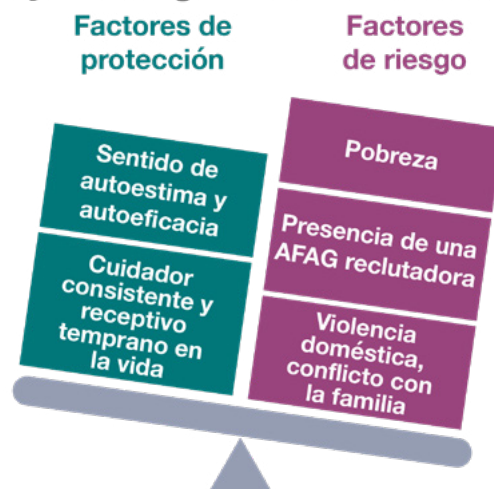 Factores de
protección
Factores
de riesgo
Sentido de
autoestima y
autoeficacia
Cuidador
consistente y
receptivo
temprano en
la vida
Pobreza
Presencia de una
AFAG reclutadora
Violencia
doméstica,
conflicto con
la familia